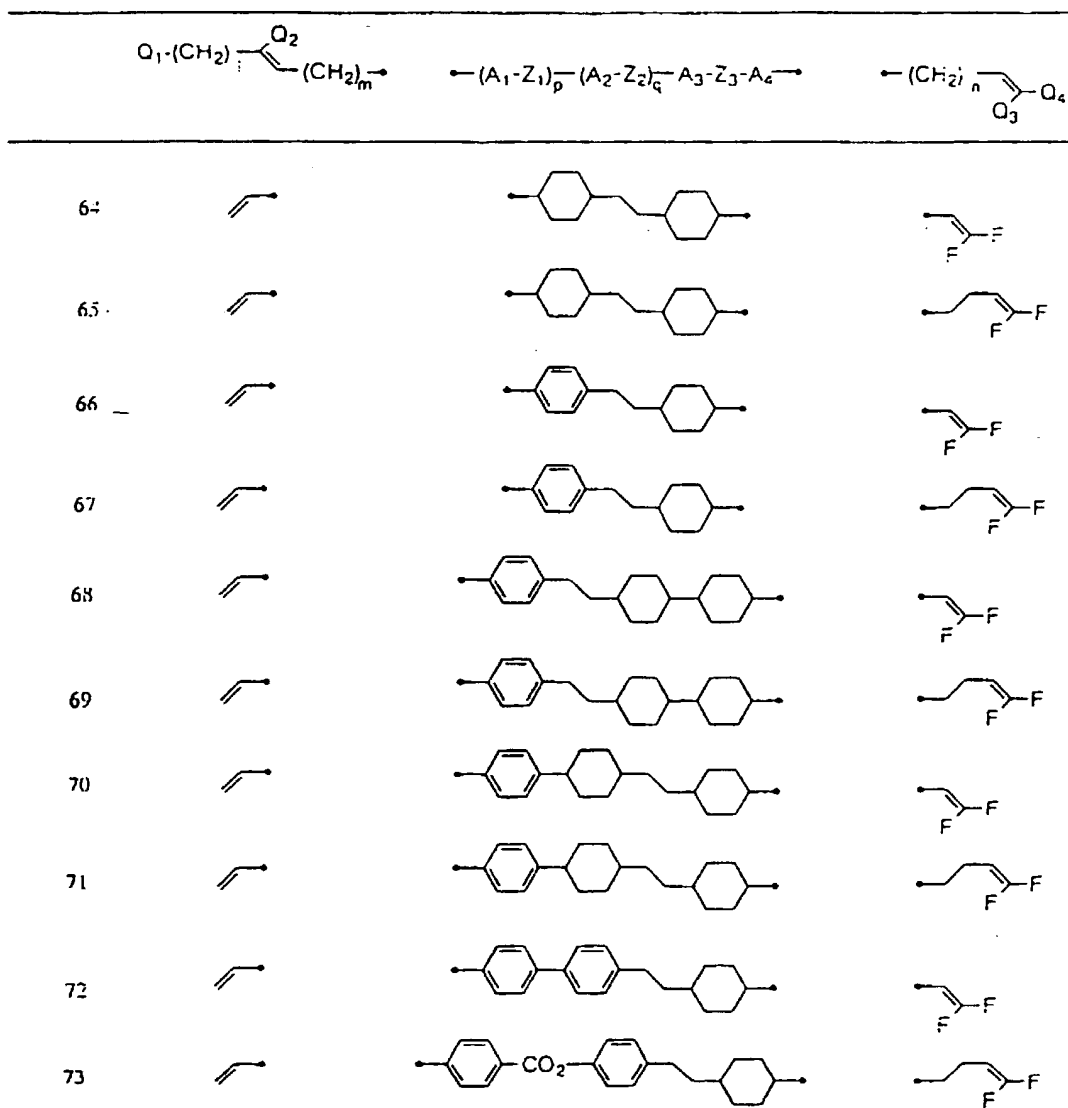 Q₁-(CH₂)ₗ Q₂ (CH₂)ₘ (A₁-Z₁)ₚ (A₂-Z₂)q A₃-Z₃-A₄ (CH₂)ₙ Q₃ Q₄
64 F F
65 F F
66 F F
67 F F
68 F F
69 F F
70 F F
71 F F
72 F F
73 CO₂ F F